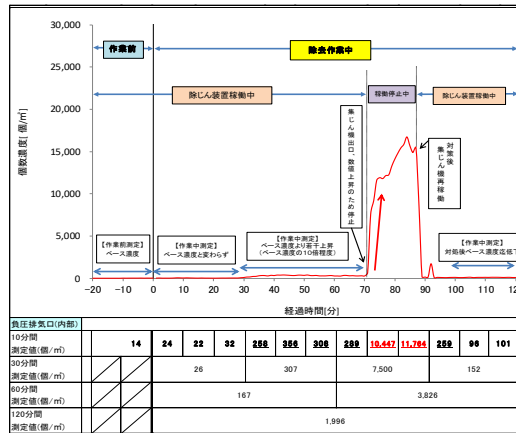 30,000
25,000
20,000
15,000
10,000
5,000
0
個数濃度[ 個/㎥]
作業前
除去作業中
除じん装置稼働中
稼働停止中
除じん装置稼働中
集じん機出口、数値上昇のため停止
対策後
集じん機再稼働
【作業前測定】
ベース濃度
【作業中測定】
ベース濃度と変わらず
【作業中測定】
ベース濃度より若干上昇
（ベース濃度の10倍程度）
【作業中測定】
対処後ベース濃度迄低下
-20 -10 0 10 20 30 40 50 60 70 80 90 100 110 120
経過時間[分]
負圧排気口(内部)
10分間
測定値(個/㎥)
14 24 22 32 258 356 308 289 10,447 11,764 259 96 101
30分間
測定値(個/㎥)
26 307 7,500 152
60分間
測定値(個/㎥)
167 3,826
120分間
測定値(個/㎥)
1,996